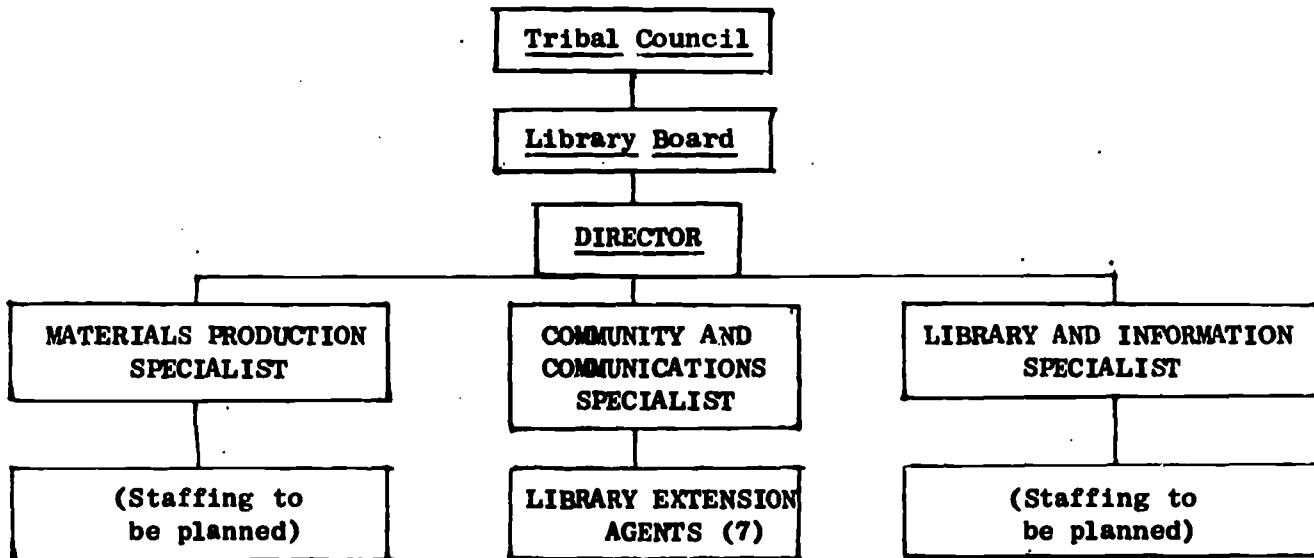 Tribal Council
Library Board
DIRECTOR
MATERIALS PRODUCTION
SPECIALIST
COMMUNITY AND
COMMUNICATIONS
SPECIALIST
LIBRARY AND INFORMATION
SPECIALIST
(Staffing to
be planned)
LIBRARY EXTENSION
AGENTS (7)
(Staffing to
be planned)